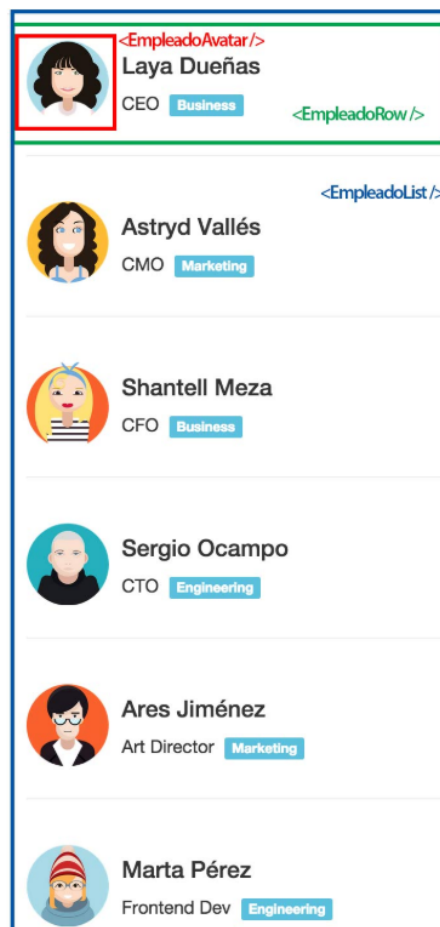 <EmpleadoAvatar/>
Laya Dueñas
CEO Business
<EmpleadoRow/>
<EmpleadoList/>
Astryd Vallés
CMO Marketing
Shantell Meza
CFO Business
Sergio Ocampo
CTO Engineering
Ares Jiménez
Art Director Marketing
Marta Pérez
Frontend Dev Engineering